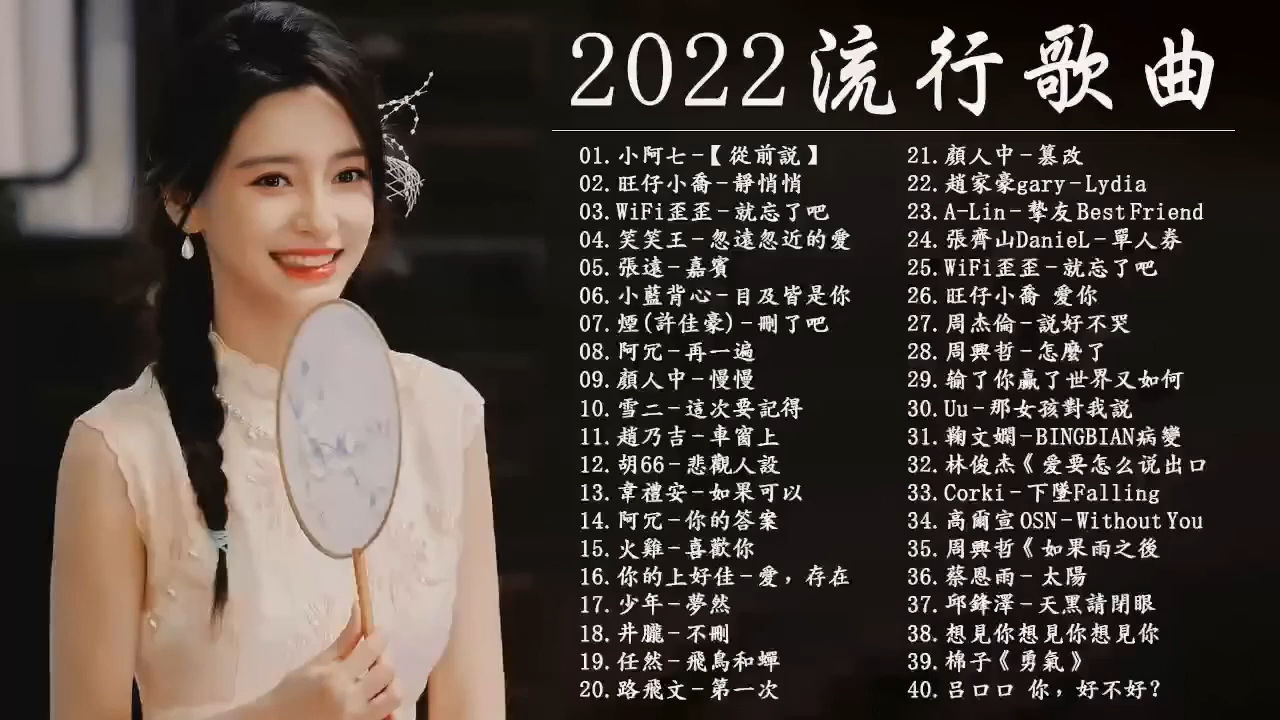 2022流行歌曲
01. 小阿七 – 【從前説】
02. 旺仔小喬 – 靜悄悄
03. WiFi歪歪 – 就忘了吧
04. 笑笑王 – 忽遠忽近的愛
05. 張遠 – 嘉賓
06. 小藍背心 – 目及皆是你
07. 煙(許佳豪) – 刪了吧
08. 阿冗 – 再一遍
09. 顏人中 – 慢慢
10. 雪二 – 這次要記得
11. 趙乃吉 – 車窗上
12. 胡66 – 悲觀人設
13. 韋禮安 – 如果可以
14. 阿冗 – 你的答案
15. 火雞 – 喜歡你
16. 你的上好佳 – 愛，存在
17. 少年 – 夢然
18. 井朧 – 不刪
19. 任然 – 飛鳥和蟬
20. 路飛文 – 第一次
21. 顏人中 – 篡改
22. 趙家豪gary – Lydia
23. A-Lin – 摯友 Best Friend
24. 張齊山DanieL – 單人券
25. WiFi歪歪 – 就忘了吧
26. 旺仔小喬 愛你
27. 周杰倫 – 說好不哭
28. 周興哲 – 怎麼了
29. 输了你贏了世界又如何
30. Uu – 那女孩對我說
31. 鞠文嫻 – BINGBIAN病變
32. 林俊杰《 爱要怎么说出口
33. Corki – 下墜Falling
34. 高爾宣 OSN – Without You
35. 周興哲《 如果雨之後
36. 蔡恩雨 – 太陽
37. 邱鋒澤 – 天黑請閉眼
38. 想見你想見你想見你
39. 棉子《 勇氣 》
40. 吕口口 你，好不好？